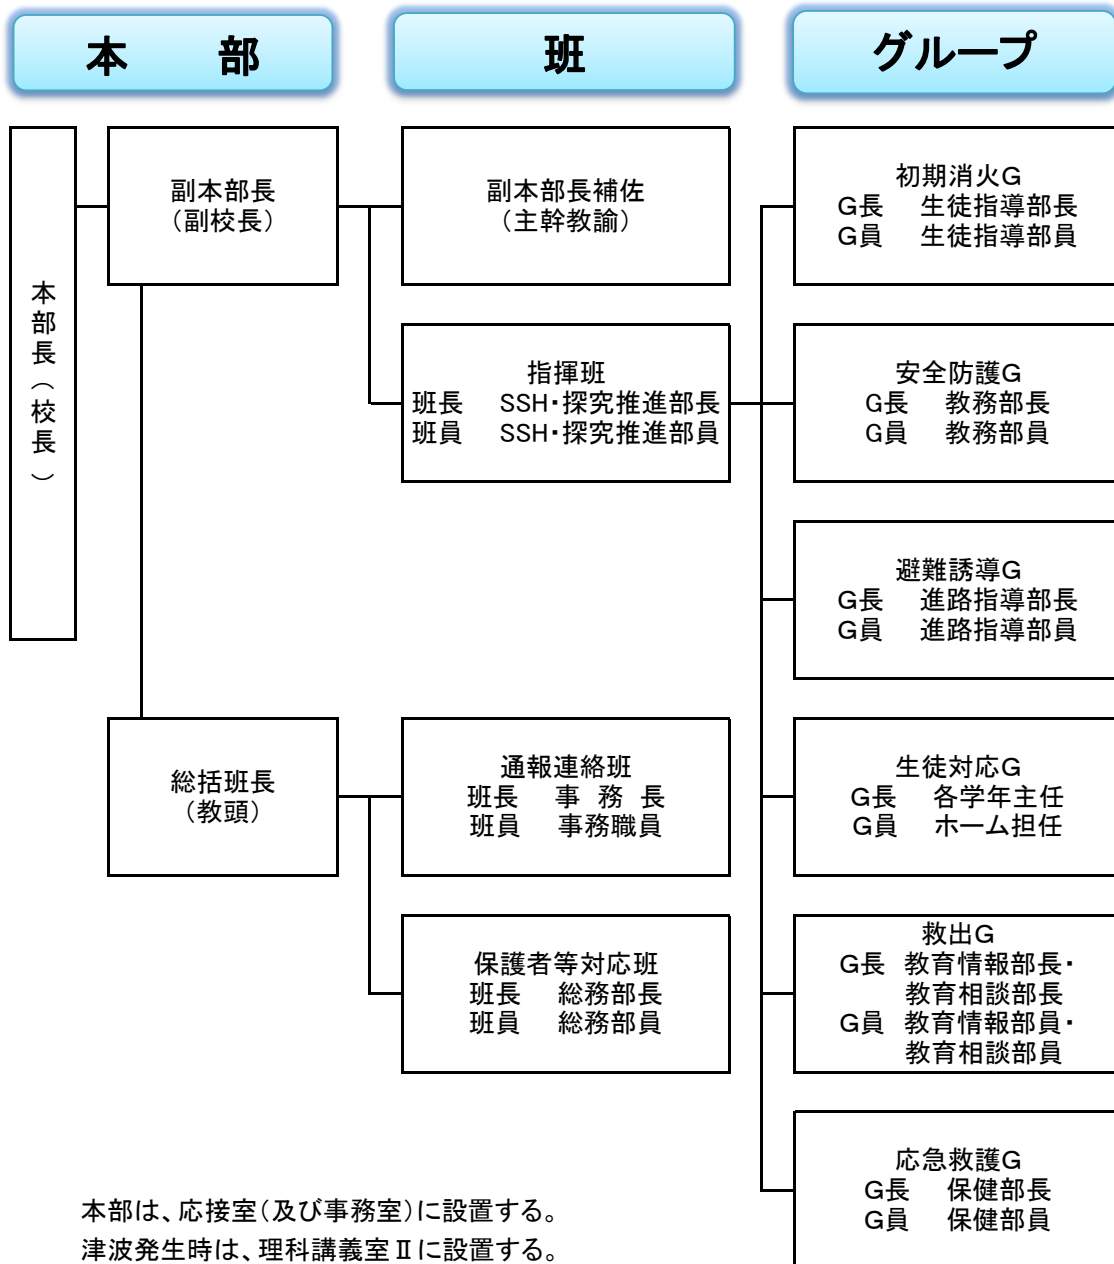 本　　部
班
グループ
本部長（校長）
副本部長
（副校長）
副本部長補佐
（主幹教諭）
指揮班
班長　SSH・探究推進部長
班員　SSH・探究推進部員
総括班長
（教頭）
通報連絡班
班長　事 務 長
班員　事務職員
保護者等対応班
班長　総務部長
班員　総務部員
初期消火G
G長　生徒指導部長
G員　生徒指導部員
安全防護G
G長　教務部長
G員　教務部員
避難誘導G
G長　進路指導部長
G員　進路指導部員
生徒対応G
G長　各学年主任
G員　ホーム担任
救出G
G長　教育情報部長・
教育相談部長
G員　教育情報部員・
教育相談部員
応急救護G
G長　保健部長
G員　保健部員
本部は、応接室（及び事務室）に設置する。
津波発生時は、理科講義室Ⅱに設置する。